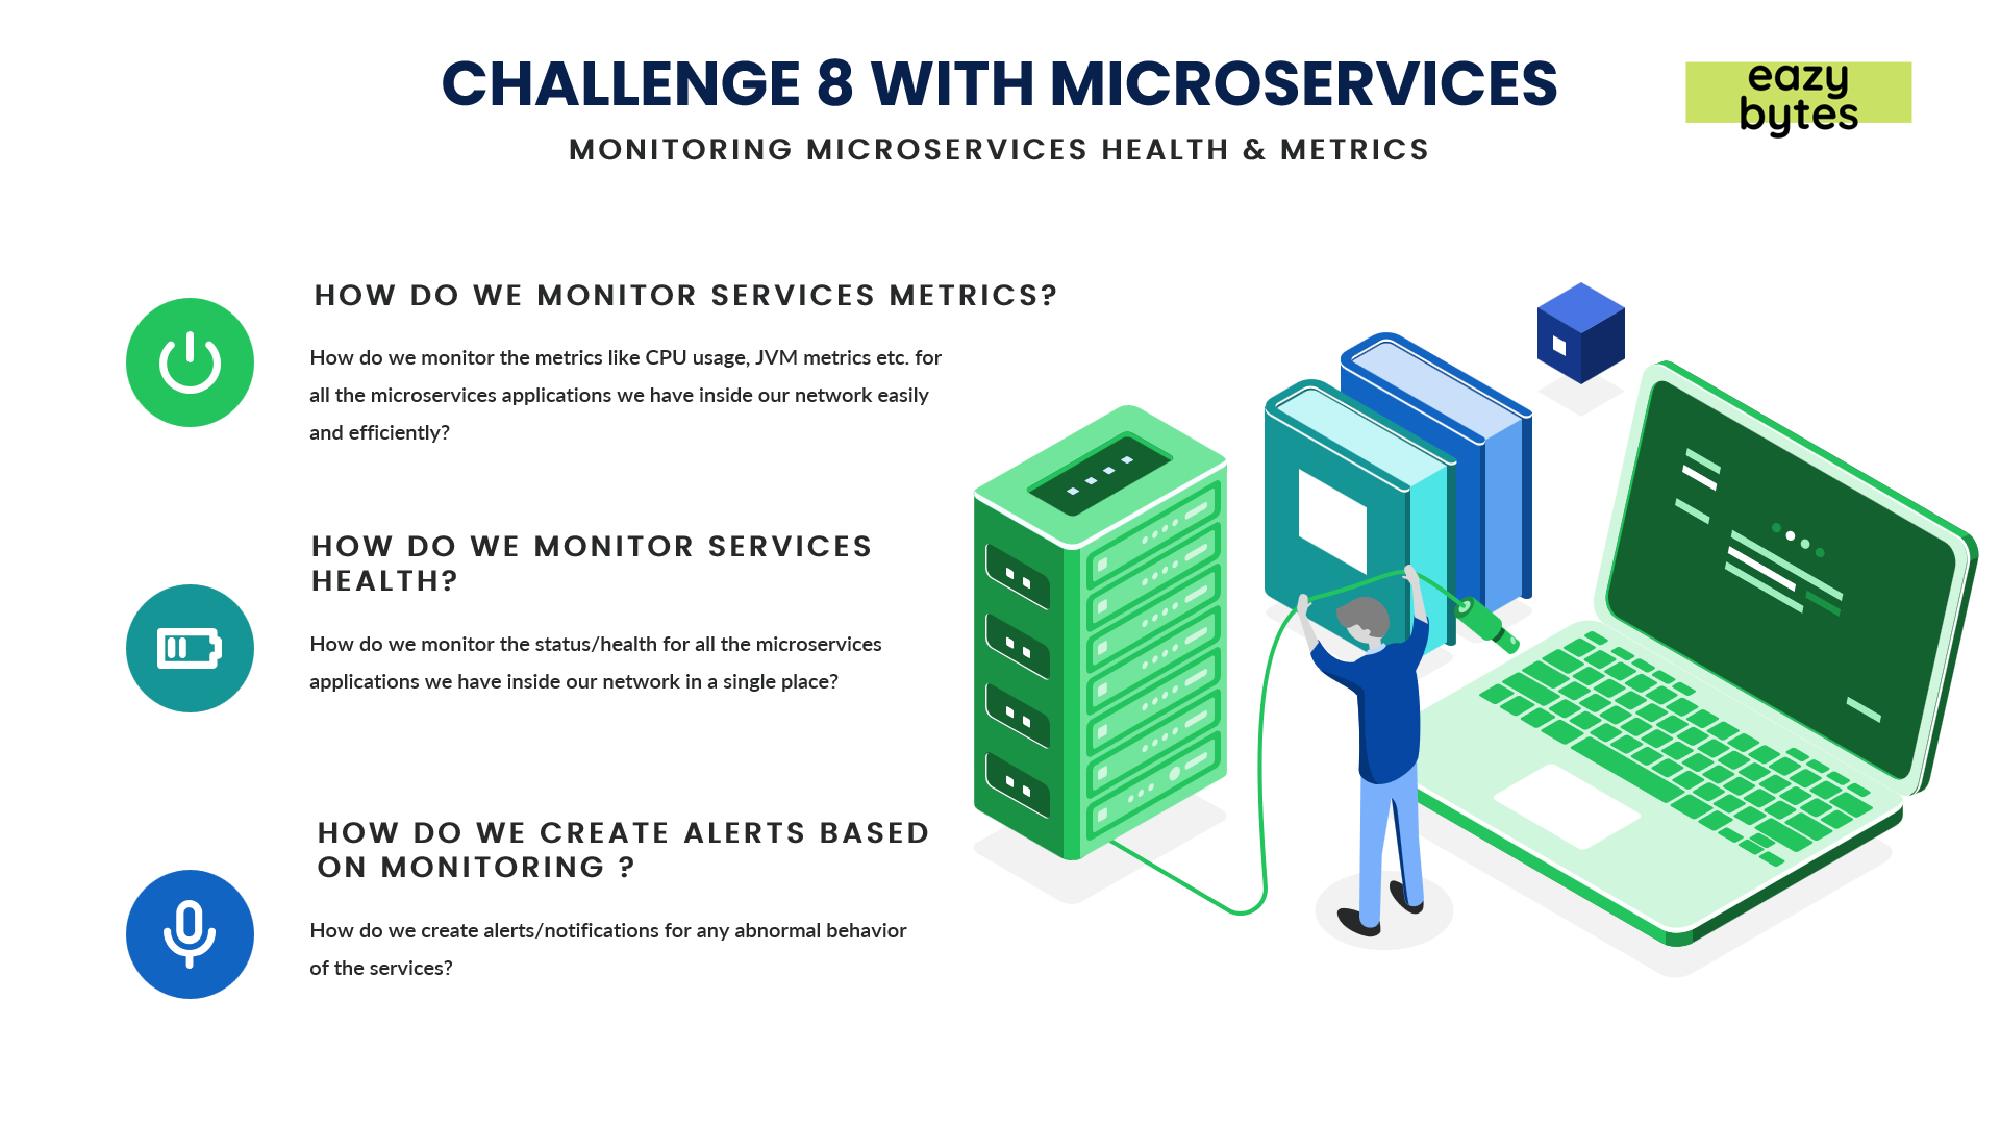 CHALLENGE 8 WITH MICROSERVICES
eazy
bytes
MONITORING MICROSERVICES HEALTH & METRICS
HOW DO WE MONITOR SERVICES METRICS?
How do we monitor the metrics like CPU usage, JVM metrics etc. for
all the microservices applications we have inside our network easily
and efficiently?
HOW DO WE MONITOR SERVICES
HEALTH?
How do we monitor the status/health for all the microservices
applications we have inside our network in a single place?
HOW DO WE CREATE ALERTS BASED
ON MONITORING ?
How do we create alerts/notifications for any abnormal behavior
of the services?